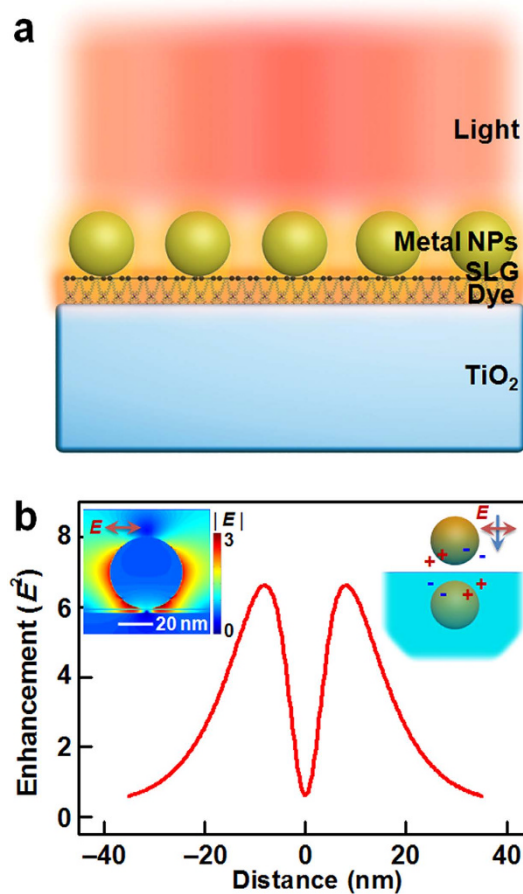 a
Light
Metal NPs
SLG
Dye
TiO₂
b
E
| E |
3
0
20 nm
E
+ + - -
- - + +
Enhancement (E²)
8
6
4
2
0
−40
−20
0
20
40
Distance (nm)